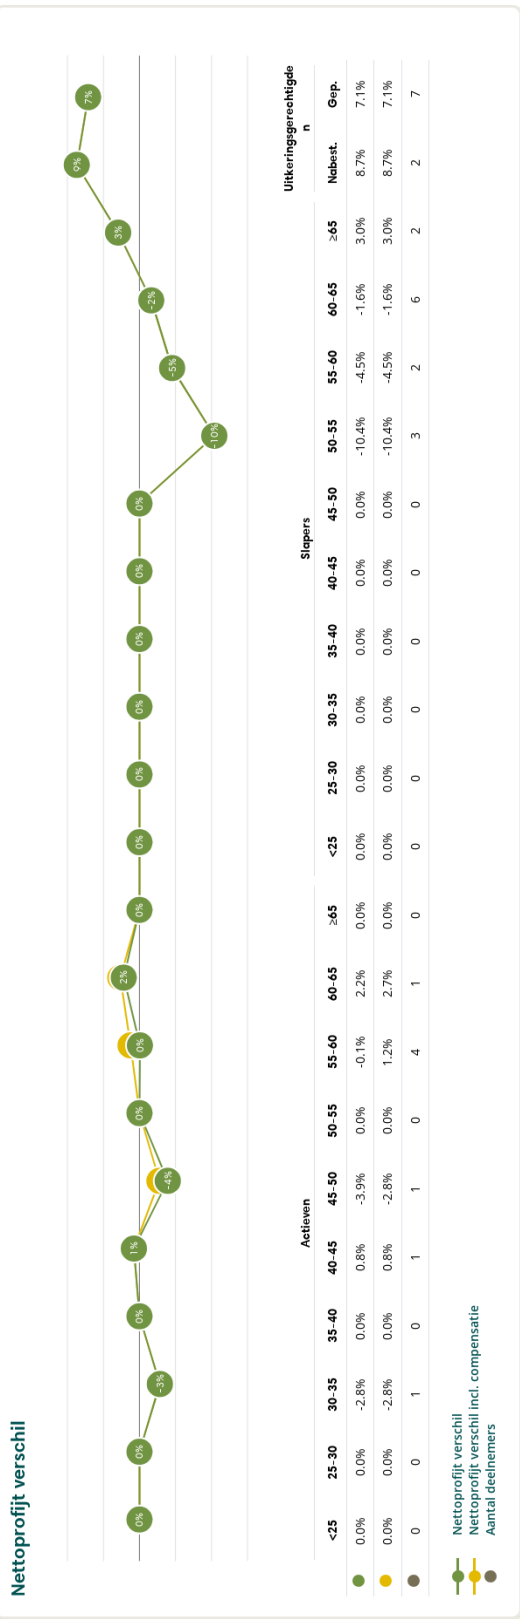 Nettoprofijt verschil
0% 0% -3% 0% 1% -4% 0% 0% 2% 0% 0% 0% 0% 0% 0% 0% -10% -5% -2% 3% 9% 7%
Actieven Slapers Uitkeringsgerechtigde
n
<25 25-30 30-35 35-40 40-45 45-50 50-55 55-60 60-65 ≥65 <25 25-30 30-35 35-40 40-45 45-50 50-55 55-60 60-65 ≥65 Nabest. Gep.
0.0% 0.0% -2.8% 0.0% 0.8% -3.9% 0.0% -0.1% 2.2% 0.0% 0.0% 0.0% 0.0% 0.0% 0.0% 0.0% -10.4% -4.5% -1.6% 3.0% 8.7% 7.1%
0.0% 0.0% -2.8% 0.0% 0.8% -2.8% 0.0% 1.2% 2.7% 0.0% 0.0% 0.0% 0.0% 0.0% 0.0% 0.0% -10.4% -4.5% -1.6% 3.0% 8.7% 7.1%
0 0 1 0 1 1 0 4 1 0 0 0 0 0 0 0 3 2 6 2 2 7
Nettoprofijt verschil
Nettoprofijt verschil incl. compensatie
Aantal deelnemers